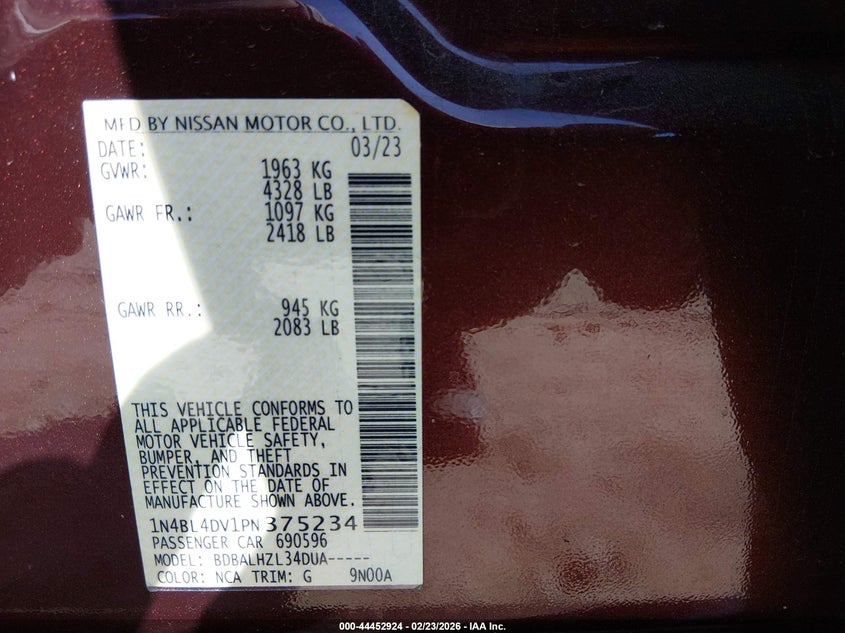 MFD BY NISSAN MOTOR CO., LTD.
DATE: 03/23
GVWR: 1963 KG
4328 LB
GAWR FR.: 1097 KG
2418 LB
GAWR RR.: 945 KG
2083 LB
THIS VEHICLE CONFORMS TO
ALL APPLICABLE FEDERAL
MOTOR VEHICLE SAFETY,
BUMPER, AND THEFT
PREVENTION STANDARDS IN
EFFECT ON THE DATE OF
MANUFACTURE SHOWN ABOVE.
1N4BL4DV1PN375234
PASSENGER CAR 690596
MODEL: BDBALHZL34DUA-----
COLOR: NCA TRIM: G 9N00A
000-44452924 - 02/23/2026 - IAA Inc.